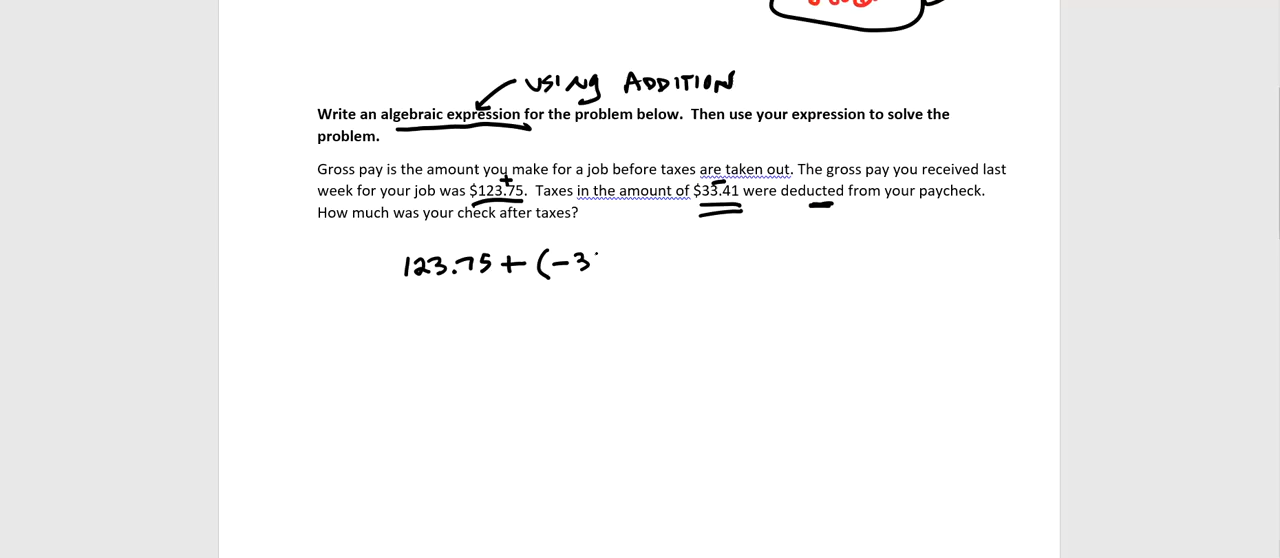 USING ADDITION
Write an algebraic expression for the problem below. Then use your expression to solve the
problem.
Gross pay is the amount you make for a job before taxes are taken out. The gross pay you received last
week for your job was $123.75. Taxes in the amount of $33.41 were deducted from your paycheck.
How much was your check after taxes?
123.75 + (-3